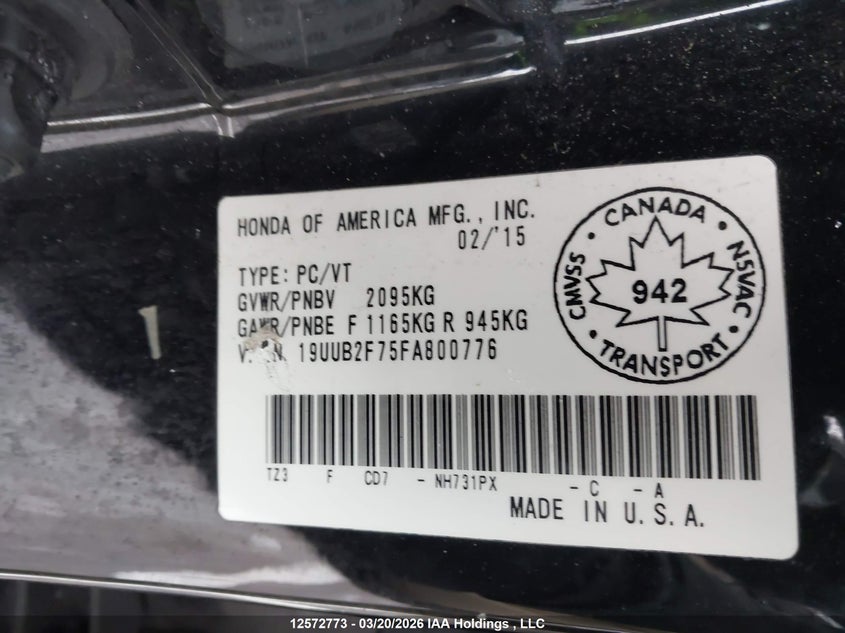 HONDA OF AMERICA MFG., INC.
02/'15
TYPE: PC/VT
GVWR/PNBV 2095KG
GAWR/PNBE F 1165KG R 945KG
19UUB2F75FA800776
CANADA
CMVSS
NSVAC
942
TRANSPORT
TZ3 F CD7 - NH731PX - C - A
MADE IN U.S.A.
12572773 - 03/20/2026 IAA Holdings , LLC